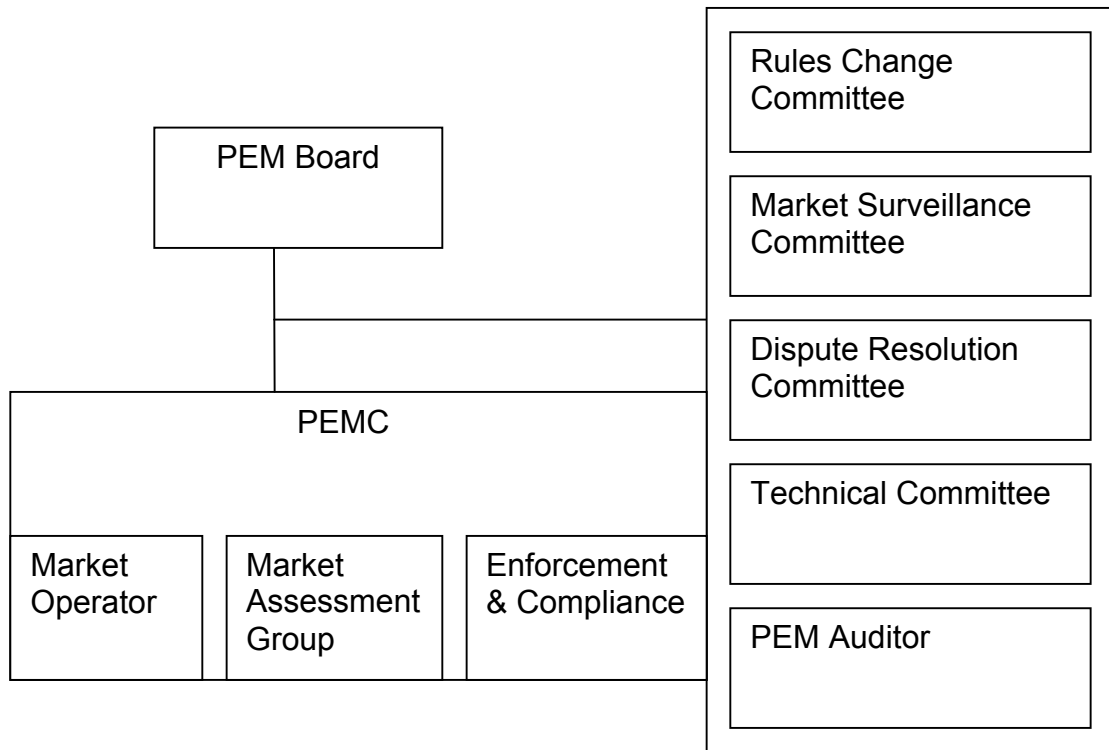 PEM Board
PEMC
Market
Operator
Market
Assessment
Group
Enforcement
& Compliance
Rules Change
Committee
Market Surveillance
Committee
Dispute Resolution
Committee
Technical Committee
PEM Auditor